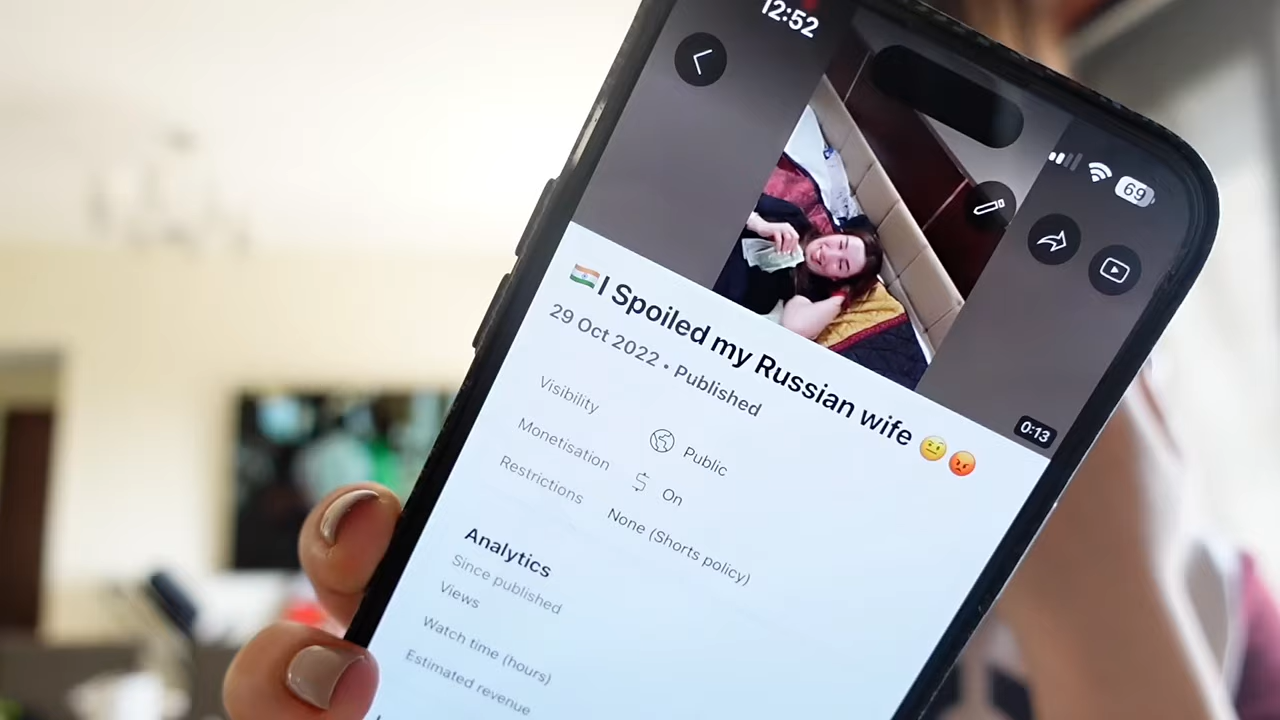 12:52
69
0:13
🇮🇳I Spoiled my Russian wife 🤨😡
29 Oct 2022 • Published
Visibility Public
Monetisation On
Restrictions None (Shorts policy)
Analytics
Since published
Views
Watch time (hours)
Estimated revenue